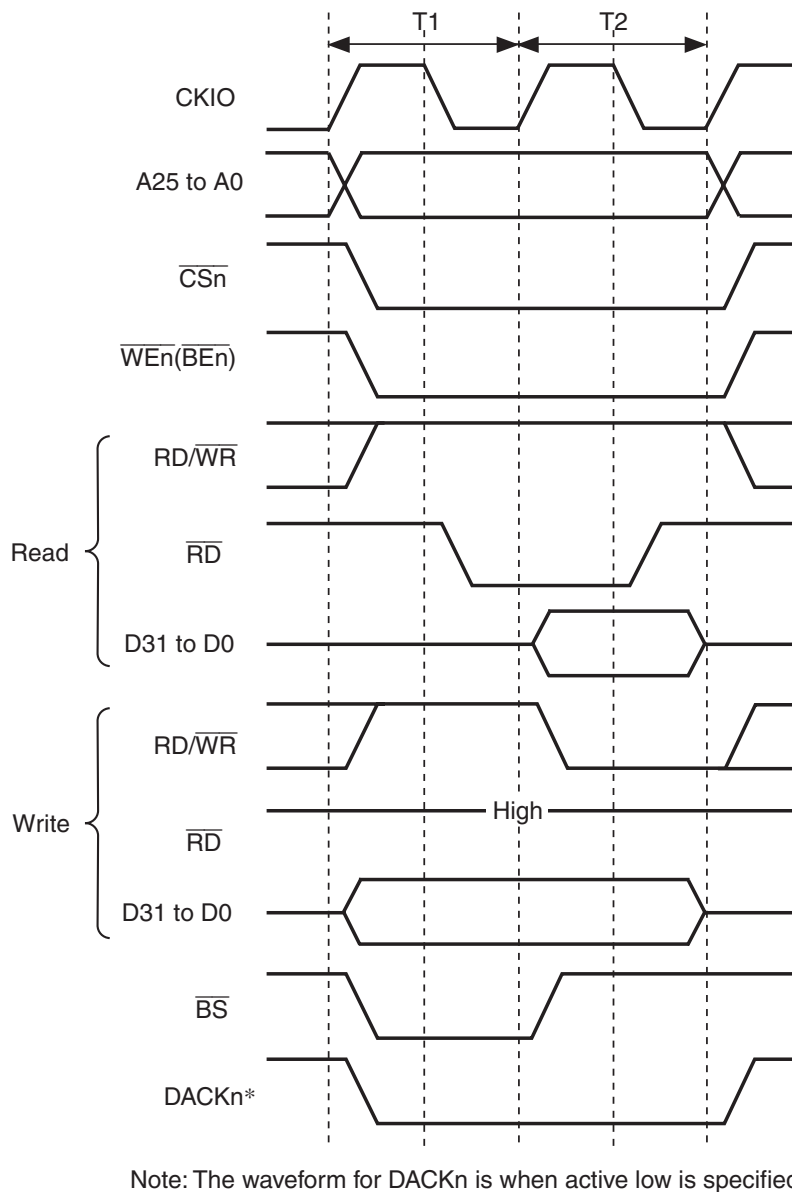 T1 T2
CKIO
A25 to A0
CSn
WEn(BEn)
RD/WR
Read
RD
D31 to D0
RD/WR
High
Write
RD
D31 to D0
BS
DACKn*
Note: The waveform for DACKn is when active low is specified